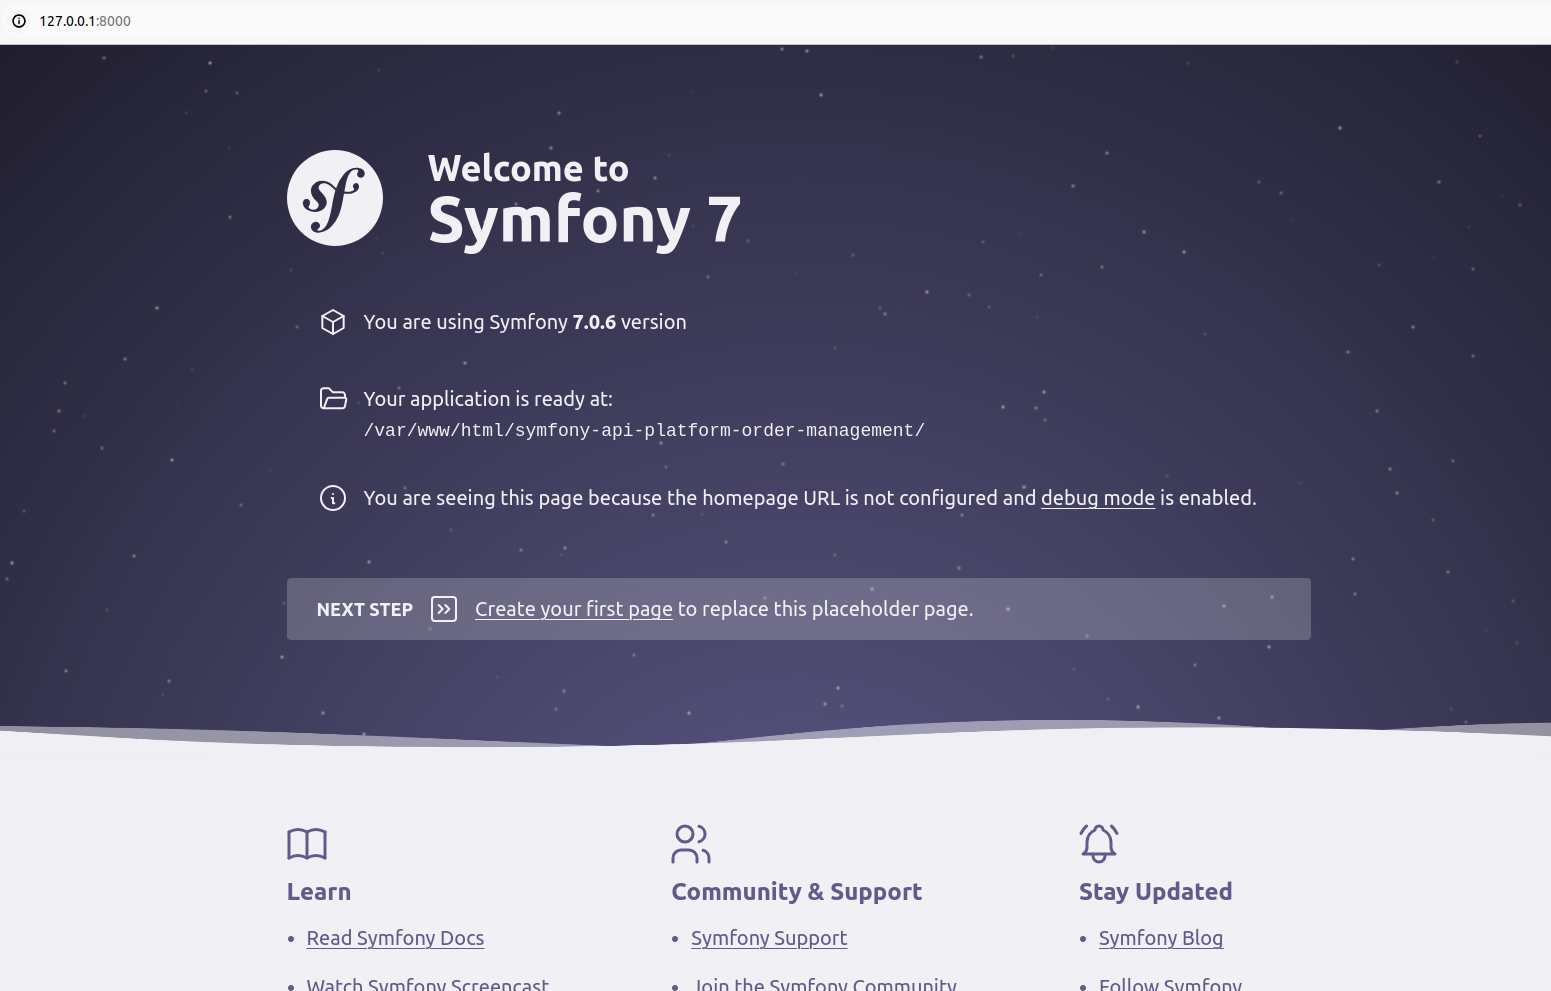 127.0.0.1:8000
sf
Welcome to
Symfony 7
You are using Symfony 7.0.6 version
Your application is ready at:
/var/www/html/symfony-api-platform-order-management/
You are seeing this page because the homepage URL is not configured and debug mode is enabled.
NEXT STEP Create your first page to replace this placeholder page.
Learn
• Read Symfony Docs
• Watch Symfony Screencast
Community & Support
• Symfony Support
• Join the Symfony Community
Stay Updated
• Symfony Blog
• Follow Symfony